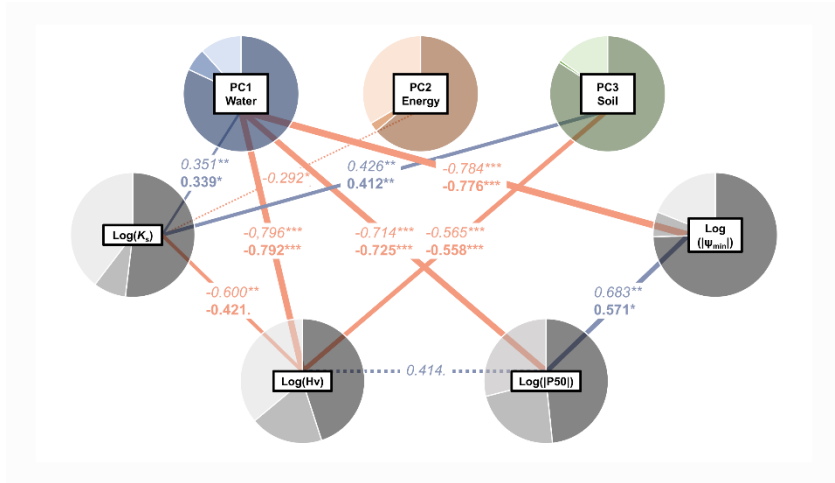 PC1
Water
PC2
Energy
PC3
Soil
0.351**
0.339*
-0.292*
0.426**
0.412**
-0.784***
-0.776***
Log(Kₛ)
-0,796***
-0.792***
-0.714***
-0.725***
-0.565***
-0.558***
Log
(|Ψmin|)
-0.600**
-0.421.
0.683**
0.571*
Log(Hv)
0.414.
Log(|P50|)